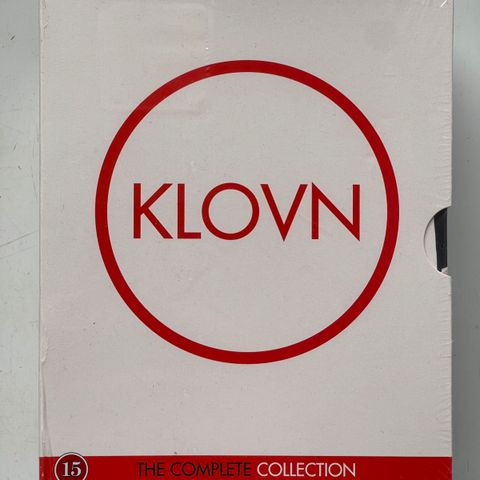 KLOVN
15 THE COMPLETE COLLECTION